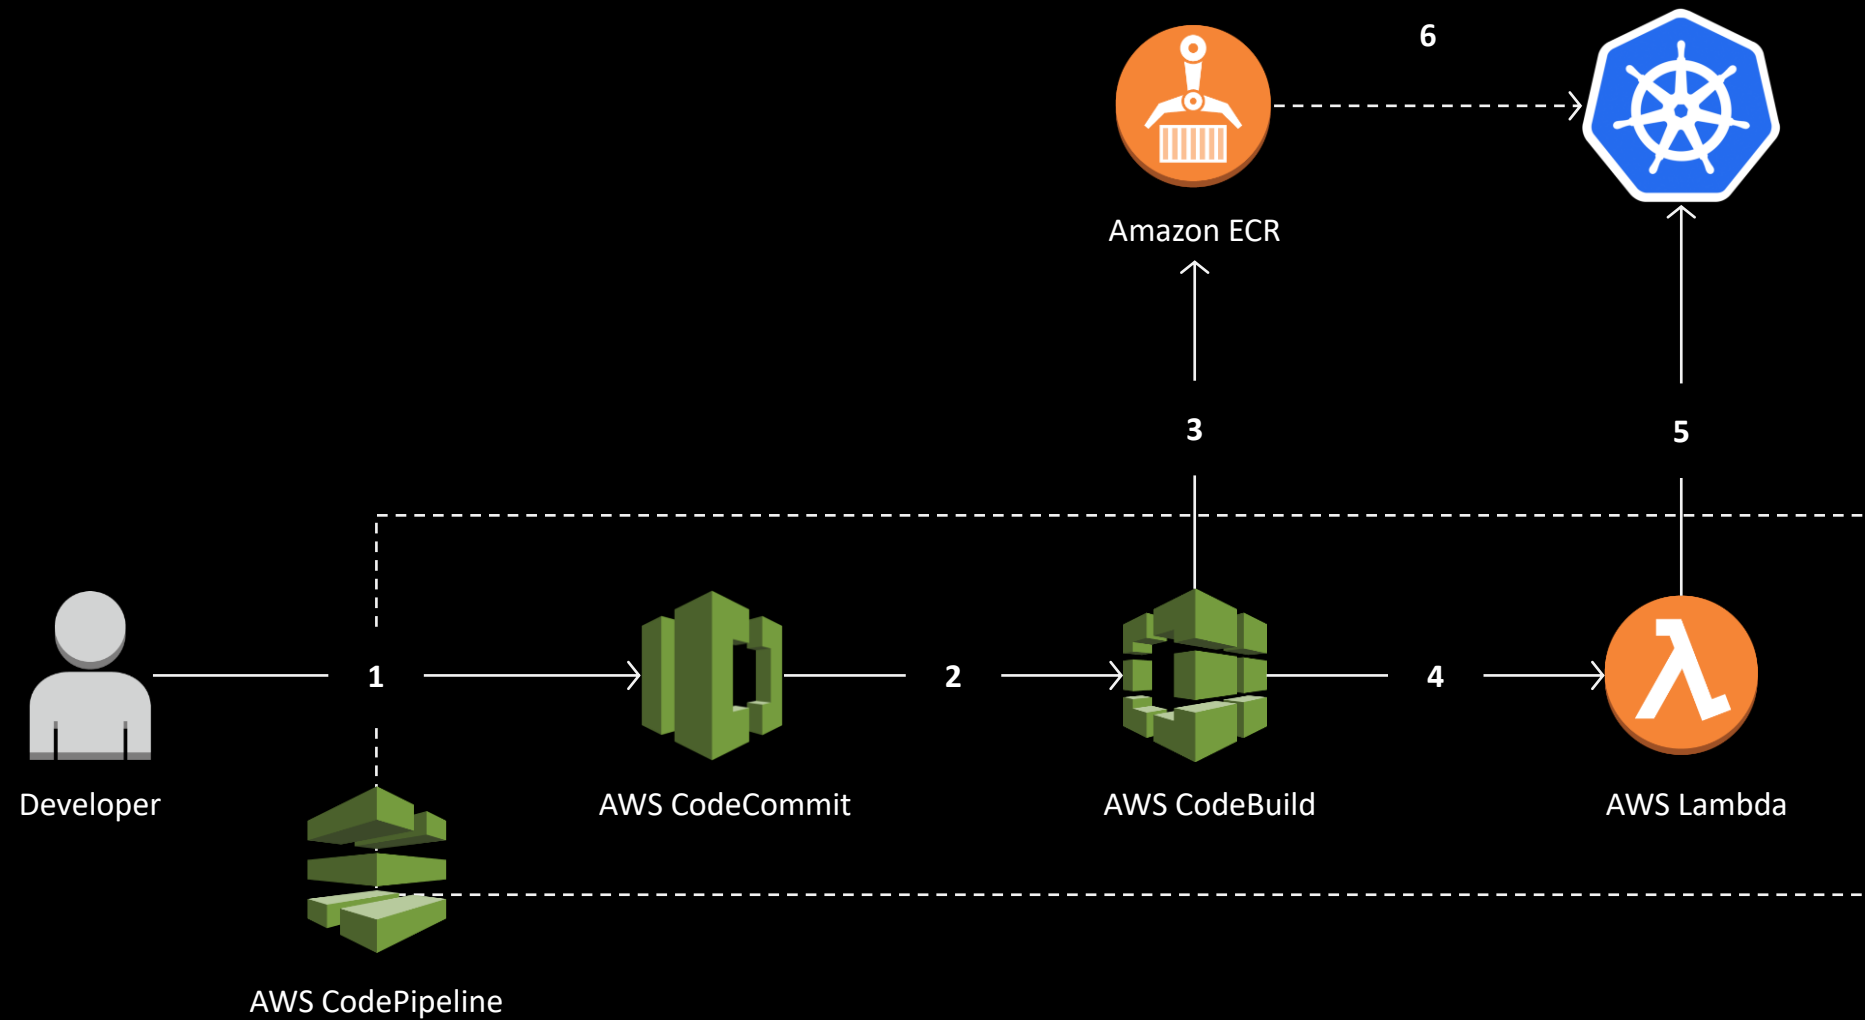 6
Amazon ECR
3
5
1
2
4
Developer
AWS CodeCommit
AWS CodeBuild
AWS Lambda
AWS CodePipeline